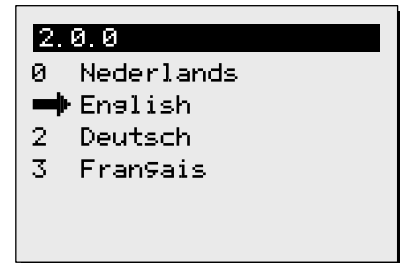 2.0.0
0 Nederlands
➡ English
2 Deutsch
3 Français